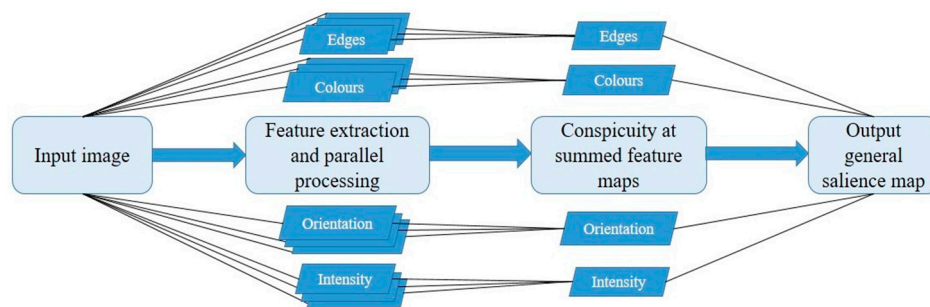 Edges
Edges
Colours
Colours
Input image
Feature extraction
and parallel
processing
Conspicuity at
summed feature
maps
Output
general
salience map
Orientation
Orientation
Intensity
Intensity